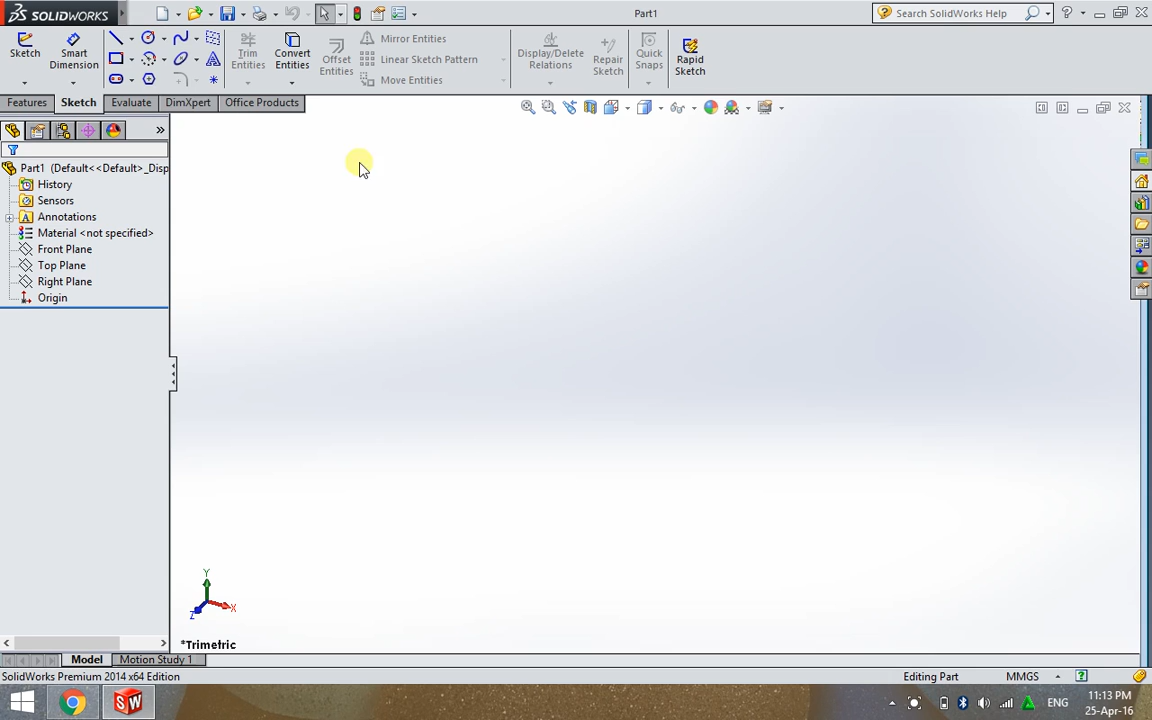 SOLIDWORKS
Part1
Search SolidWorks Help
Sketch
Smart Dimension
Trim Entities
Convert Entities
Offset Entities
Mirror Entities
Linear Sketch Pattern
Move Entities
Display/Delete Relations
Repair Sketch
Quick Snaps
Rapid Sketch
Features
Sketch
Evaluate
DimXpert
Office Products
Part1 (Default<<Default>_Disp
History
Sensors
Annotations
Material <not specified>
Front Plane
Top Plane
Right Plane
Origin
Y
X
Z
*Trimetric
Model
Motion Study 1
SolidWorks Premium 2014 x64 Edition
Editing Part
MMGS
ENG
11:13 PM
25-Apr-16